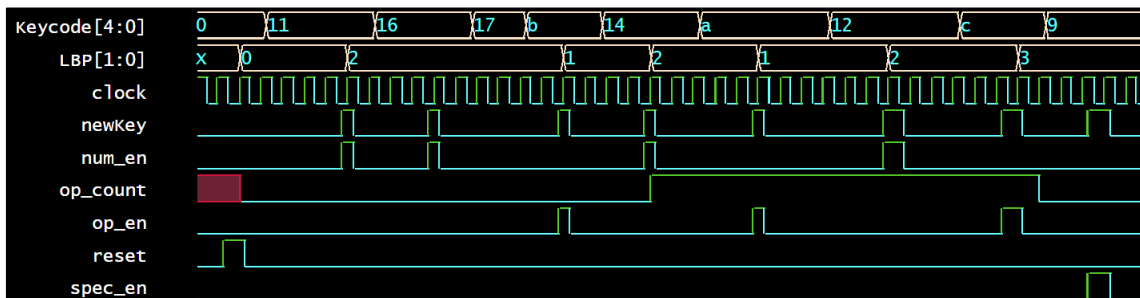 Keycode[4:0] 0 11 16 17 b 14 a 12 c 9
LBP[1:0] x 0 2 1 2 1 2 3
clock
newKey
num_en
op_count
op_en
reset
spec_en